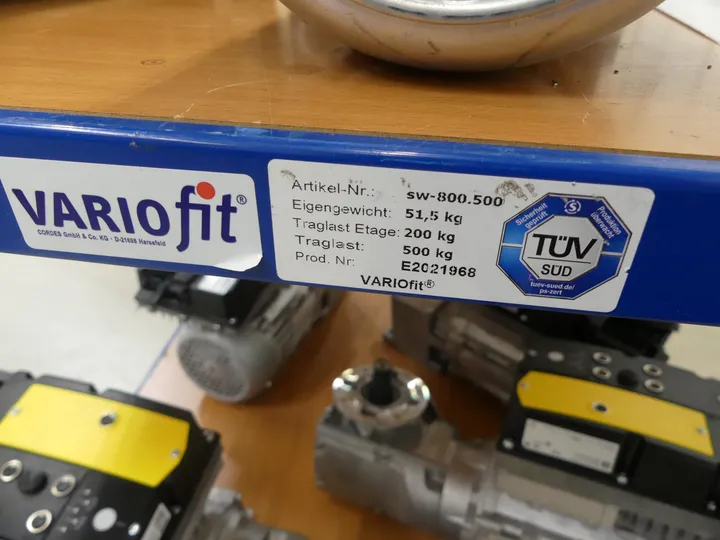 VARIOfit®
CORDES GmbH & Co. KG - D-21698 Harsefeld
Artikel-Nr.: sw-800.500
Eigengewicht: 51,5 kg
Traglast Etage: 200 kg
Traglast: 500 kg
Prod. Nr: E2021968
VARIOfit®
Sicherheit geprüft
Produktion überwacht
TÜV
SÜD
tuev-sued.de/
ps-zert